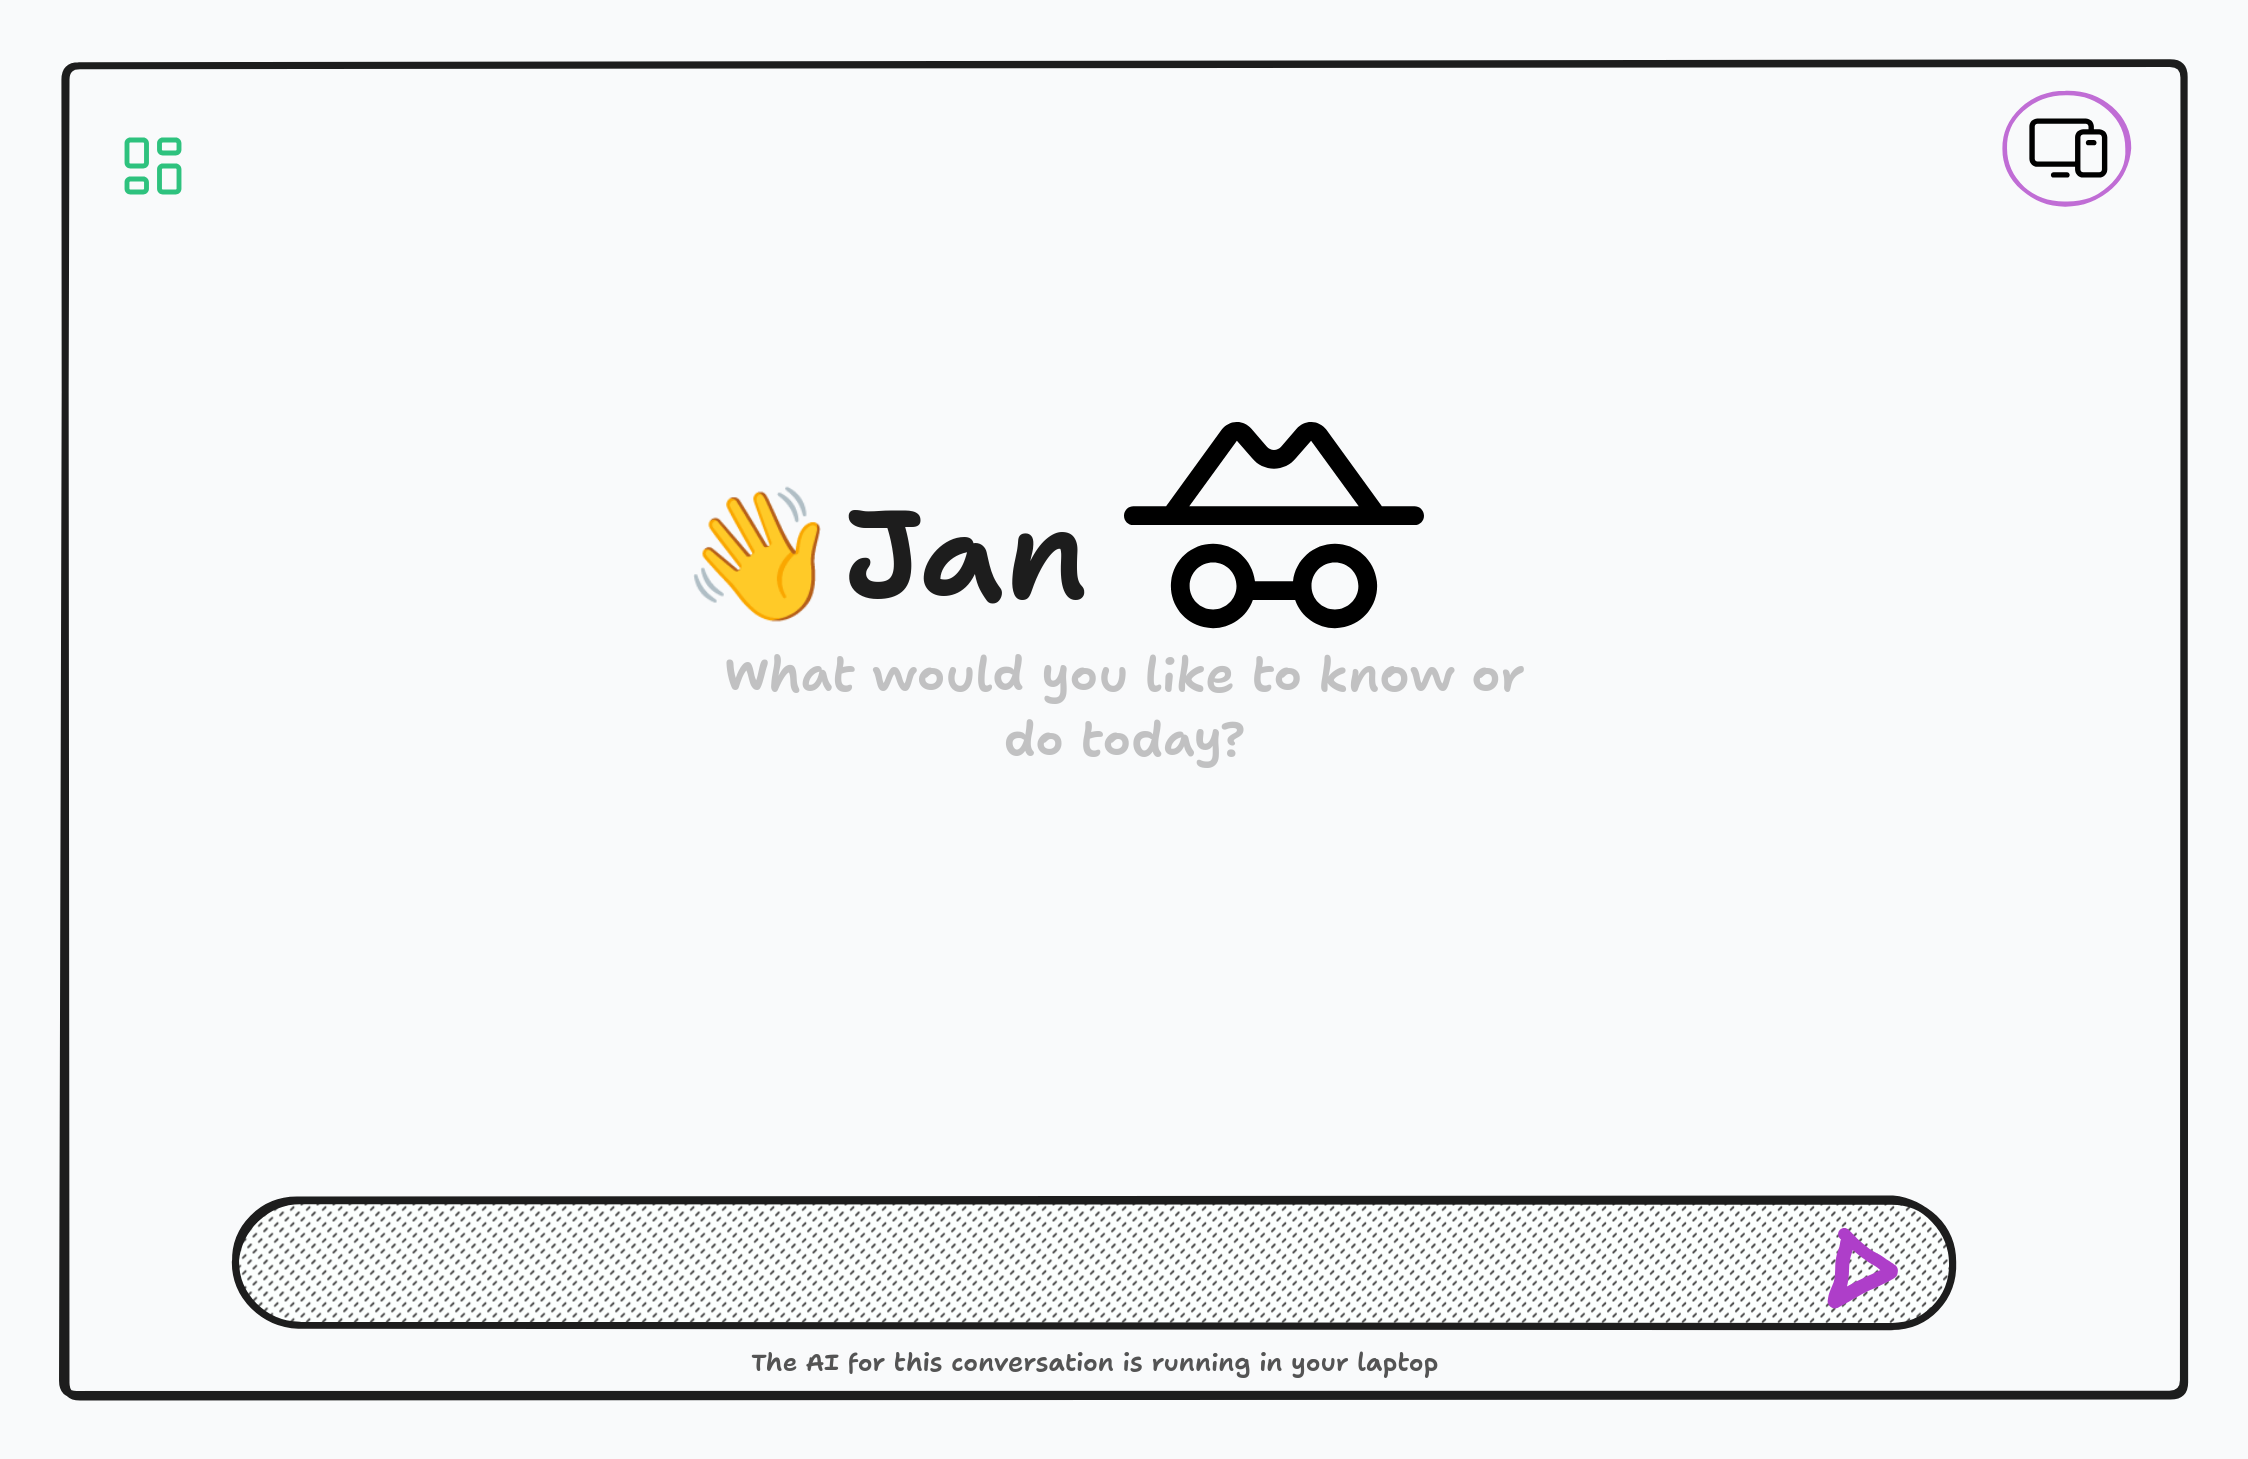 👋 Jan
What would you like to know or
do today?
The AI for this conversation is running in your laptop